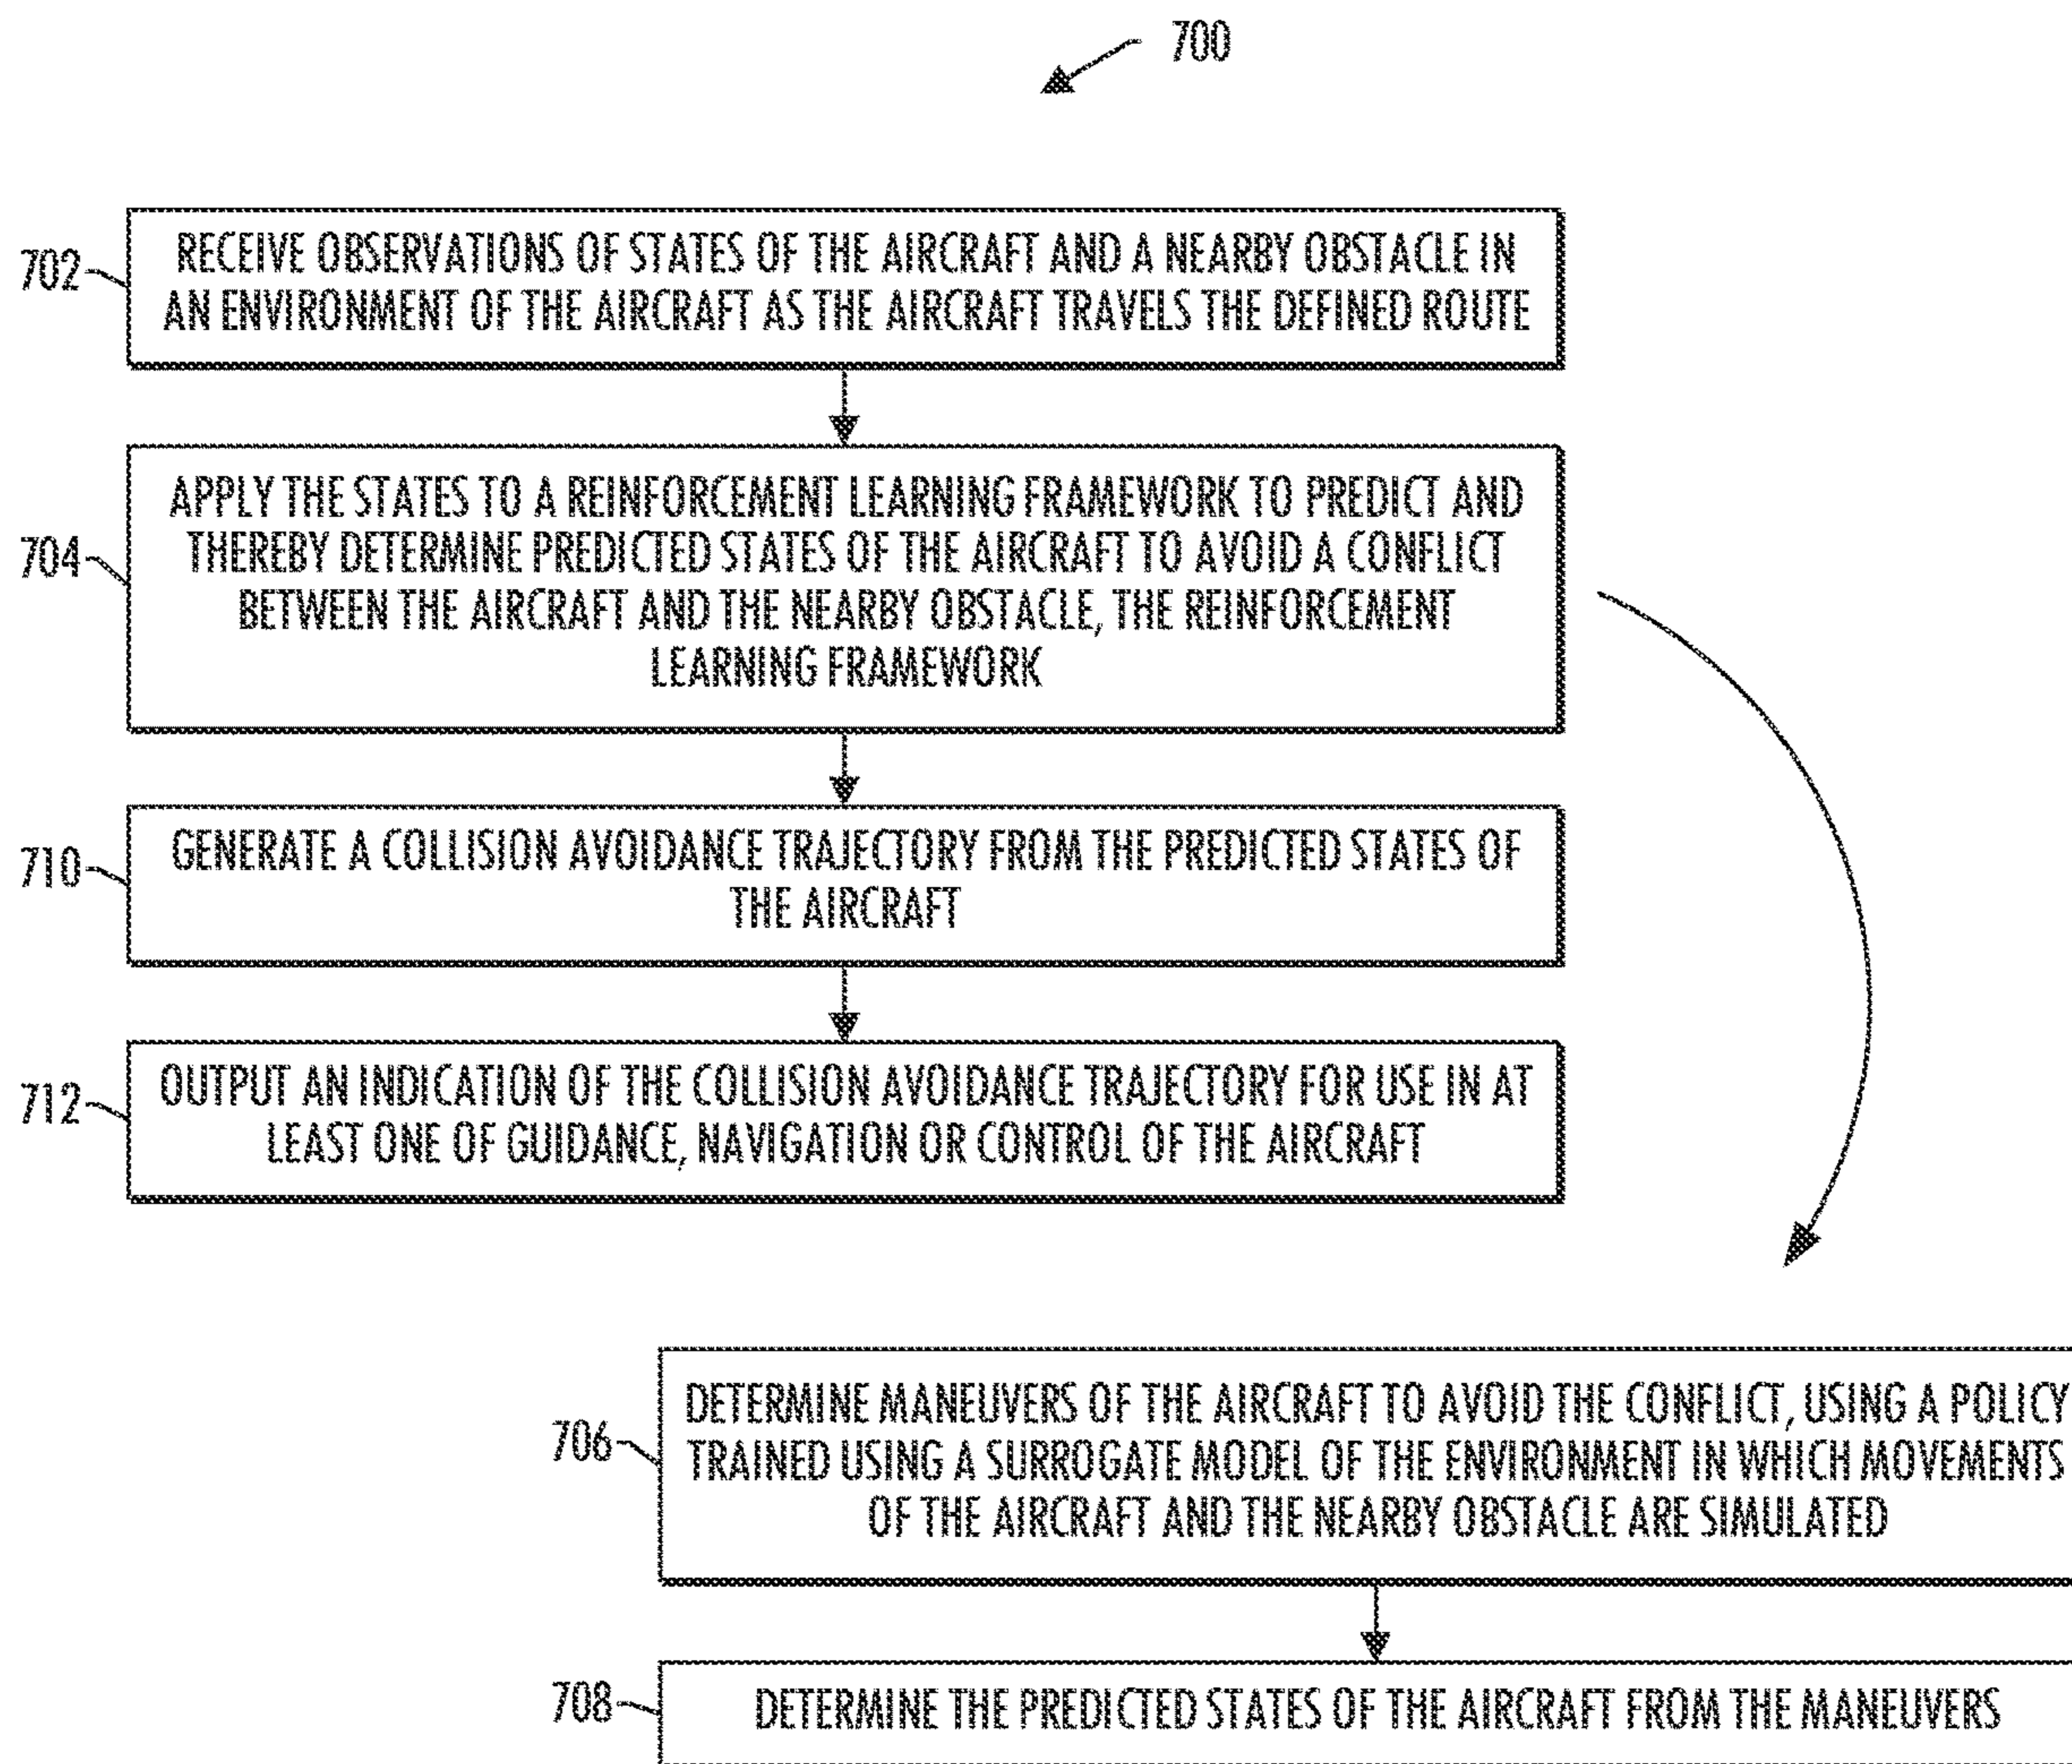 700
702
RECEIVE OBSERVATIONS OF STATES OF THE AIRCRAFT AND A NEARBY OBSTACLE IN
AN ENVIRONMENT OF THE AIRCRAFT AS THE AIRCRAFT TRAVELS THE DEFINED ROUTE
704
APPLY THE STATES TO A REINFORCEMENT LEARNING FRAMEWORK TO PREDICT AND
THEREBY DETERMINE PREDICTED STATES OF THE AIRCRAFT TO AVOID A CONFLICT
BETWEEN THE AIRCRAFT AND THE NEARBY OBSTACLE, THE REINFORCEMENT
LEARNING FRAMEWORK
710
GENERATE A COLLISION AVOIDANCE TRAJECTORY FROM THE PREDICTED STATES OF
THE AIRCRAFT
712
OUTPUT AN INDICATION OF THE COLLISION AVOIDANCE TRAJECTORY FOR USE IN AT
LEAST ONE OF GUIDANCE, NAVIGATION OR CONTROL OF THE AIRCRAFT
706
DETERMINE MANEUVERS OF THE AIRCRAFT TO AVOID THE CONFLICT, USING A POLICY
TRAINED USING A SURROGATE MODEL OF THE ENVIRONMENT IN WHICH MOVEMENTS
OF THE AIRCRAFT AND THE NEARBY OBSTACLE ARE SIMULATED
708
DETERMINE THE PREDICTED STATES OF THE AIRCRAFT FROM THE MANEUVERS